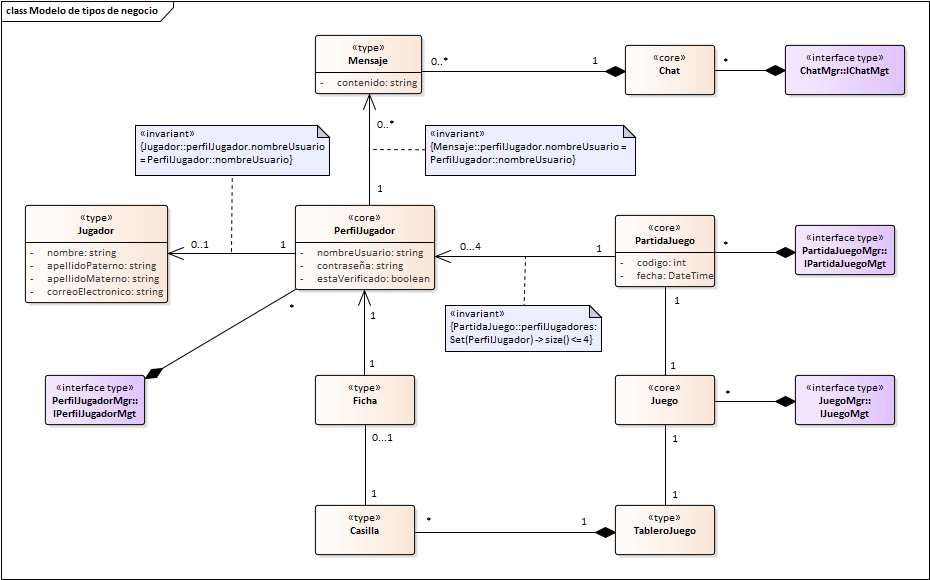 class Modelo de tipos de negocio
«type»
Mensaje
- contenido: string
0..*
1
«core»
Chat
*
«interface type»
ChatMgr::IChatMgt
«invariant»
{Jugador::perfilJugador.nombreUsuario
= PerfilJugador::nombreUsuario}
0..*
«invariant»
{Mensaje::perfilJugador.nombreUsuario =
PerfilJugador::nombreUsuario}
1
«type»
Jugador
- nombre: string
- apellidoPaterno: string
- apellidoMaterno: string
- correoElectronico: string
0..1
1
«core»
PerfilJugador
- nombreUsuario: string
- contraseña: string
- estaVerificado: boolean
0...4
1
«core»
PartidaJuego
- codigo: int
- fecha: DateTime
*
«interface type»
PartidaJuegoMgr::
IPartidaJuegoMgt
*
1
«invariant»
{PartidaJuego::perfilJugadores:
Set(PerfilJugador) -> size() <= 4}
1
1
1
«interface type»
PerfilJugadorMgr::
IPerfilJugadorMgt
«type»
Ficha
«core»
Juego
*
«interface type»
JuegoMgr::
IJuegoMgt
0...1
1
1
1
«type»
Casilla
*
1
«type»
TableroJuego